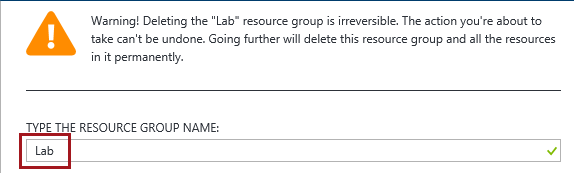 Warning! Deleting the "Lab" resource group is irreversible. The action you're about to
take can't be undone. Going further will delete this resource group and all the resources
in it permanently.
TYPE THE RESOURCE GROUP NAME:
Lab